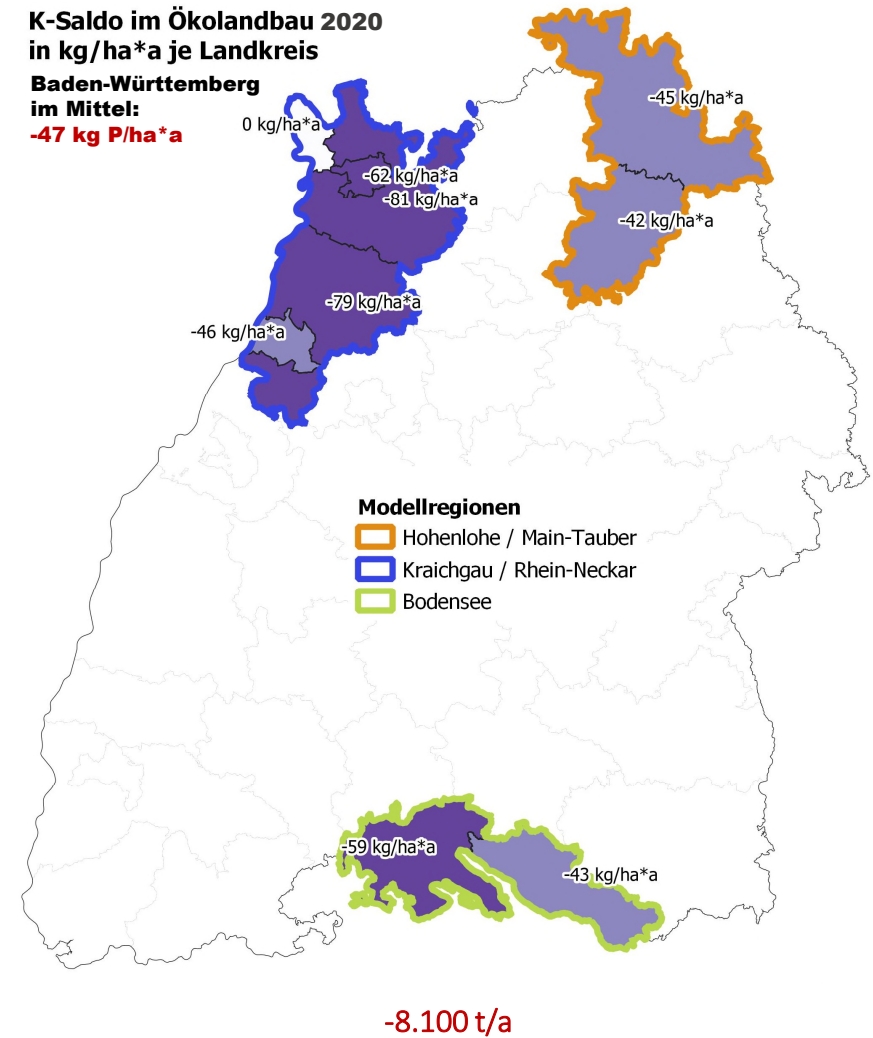 K-Saldo im Ökolandbau 2020
in kg/ha*a je Landkreis
Baden-Württemberg
im Mittel:
-47 kg P/ha*a
-45 kg/ha*a
0 kg/ha*a
-62 kg/ha*a
-81 kg/ha*a
-42 kg/ha*a
-79 kg/ha*a
-46 kg/ha*a
Modellregionen
Hohenlohe / Main-Tauber
Kraichgau / Rhein-Neckar
Bodensee
-59 kg/ha*a
-43 kg/ha*a
-8.100 t/a